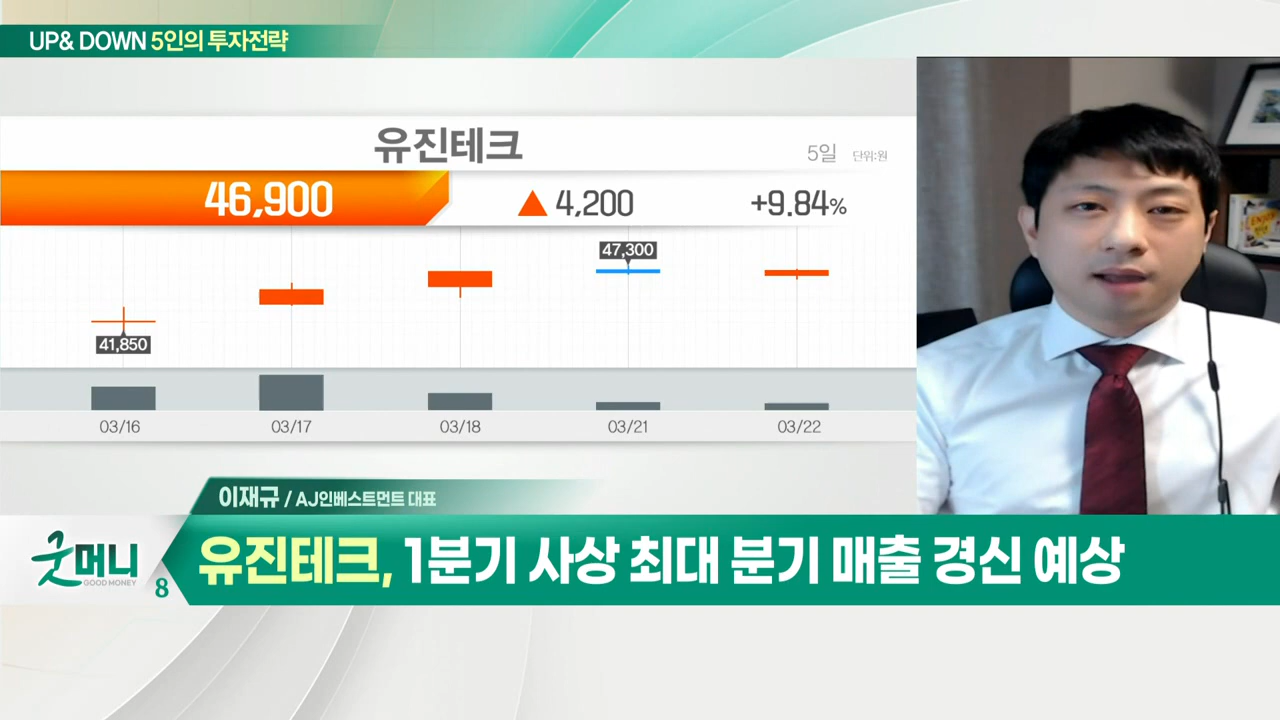 UP& DOWN 5인의 투자전략
유진테크
5일 단위:원
46,900 ▲ 4,200 +9.84%
47,300
41,850
03/16 03/17 03/18 03/21 03/22
ENJOY
이재규 / AJ인베스트먼트 대표
굿머니
GOOD MONEY
8
유진테크, 1분기 사상 최대 분기 매출 경신 예상